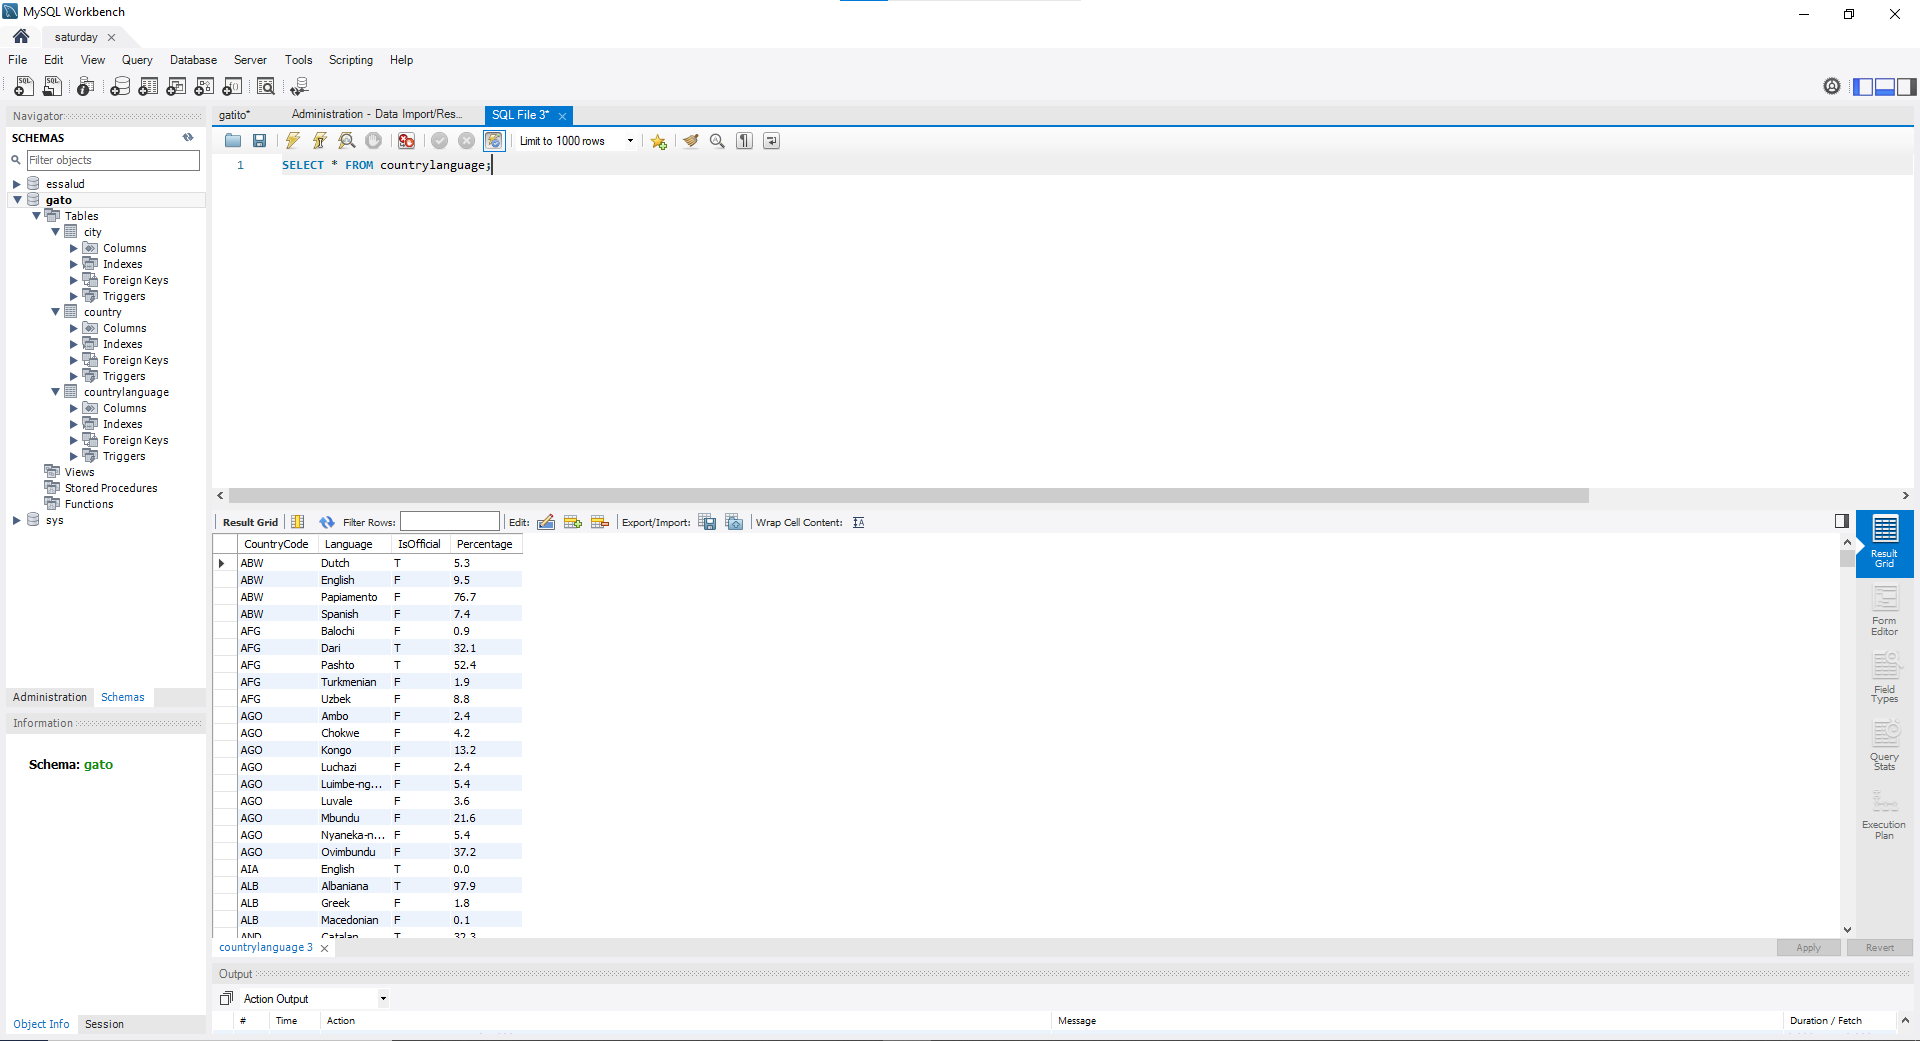 MySQL Workbench
saturday
File Edit View Query Database Server Tools Scripting Help
Navigator
SCHEMAS
Filter objects
essalud
gato
Tables
city
Columns
Indexes
Foreign Keys
Triggers
country
Columns
Indexes
Foreign Keys
Triggers
countrylanguage
Columns
Indexes
Foreign Keys
Triggers
Views
Stored Procedures
Functions
sys
Administration Schemas
Information
Schema: gato
Object Info Session
gatito* Administration - Data Import/Res... SQL File 3*
Limit to 1000 rows
1 SELECT * FROM countrylanguage;
Result Grid Filter Rows: Edit: Export/Import: Wrap Cell Content:
CountryCode Language IsOfficial Percentage
ABW Dutch T 5.3
ABW English F 9.5
ABW Papiamento F 76.7
ABW Spanish F 7.4
AFG Balochi F 0.9
AFG Dari T 32.1
AFG Pashto T 52.4
AFG Turkmenian F 1.9
AFG Uzbek F 8.8
AGO Ambo F 2.4
AGO Chokwe F 4.2
AGO Kongo F 13.2
AGO Luchazi F 2.4
AGO Luimbe-ng... F 5.4
AGO Luvale F 3.6
AGO Mbundu F 21.6
AGO Nyaneka-n... F 5.4
AGO Ovimbundu F 37.2
AIA English T 0.0
ALB Albaniana T 97.9
ALB Greek F 1.8
ALB Macedonian F 0.1
AND Catalan T 32.3
Result
Grid
Form
Editor
Field
Types
Query
Stats
Execution
Plan
countrylanguage 3
Apply Revert
Output
Action Output
# Time Action Message Duration / Fetch